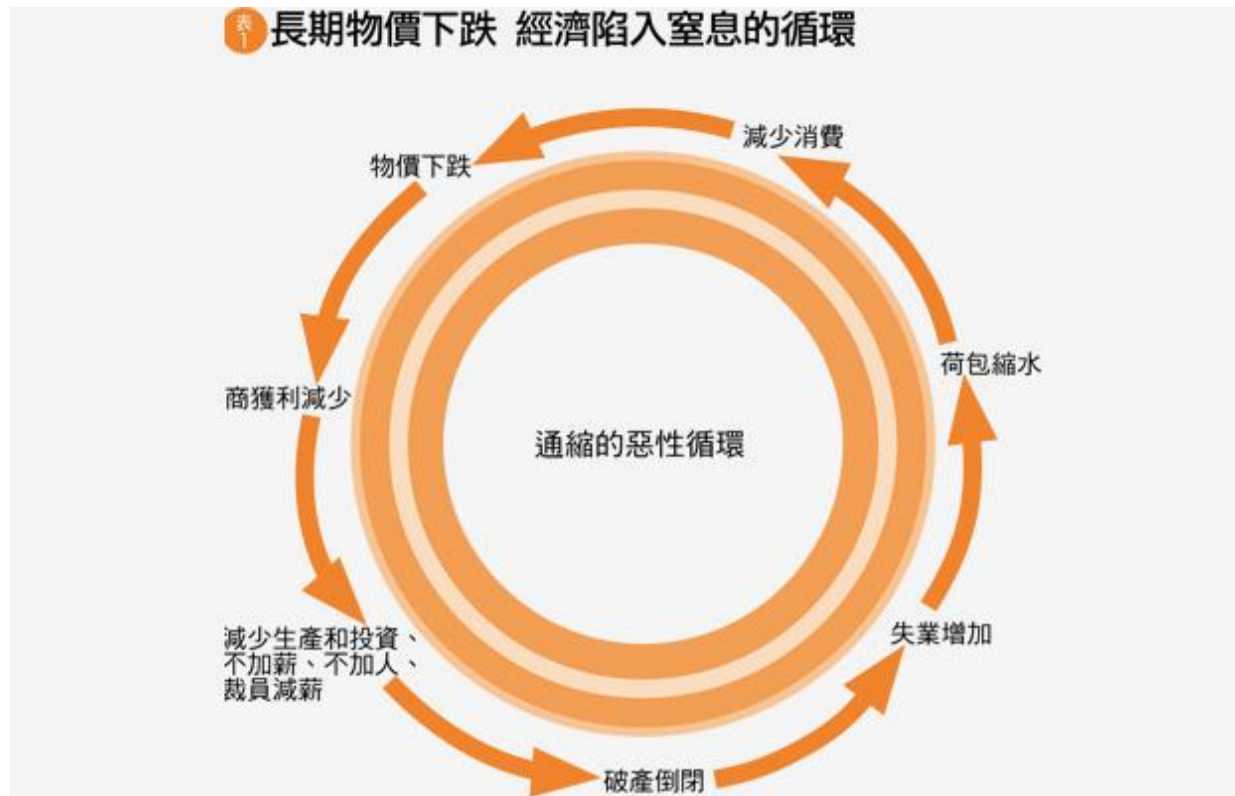 表1
長期物價下跌 經濟陷入窒息的循環
減少消費
物價下跌
商獲利減少
減少生產和投資、
不加薪、不加人、
裁員減薪
破產倒閉
失業增加
荷包縮水
通縮的惡性循環